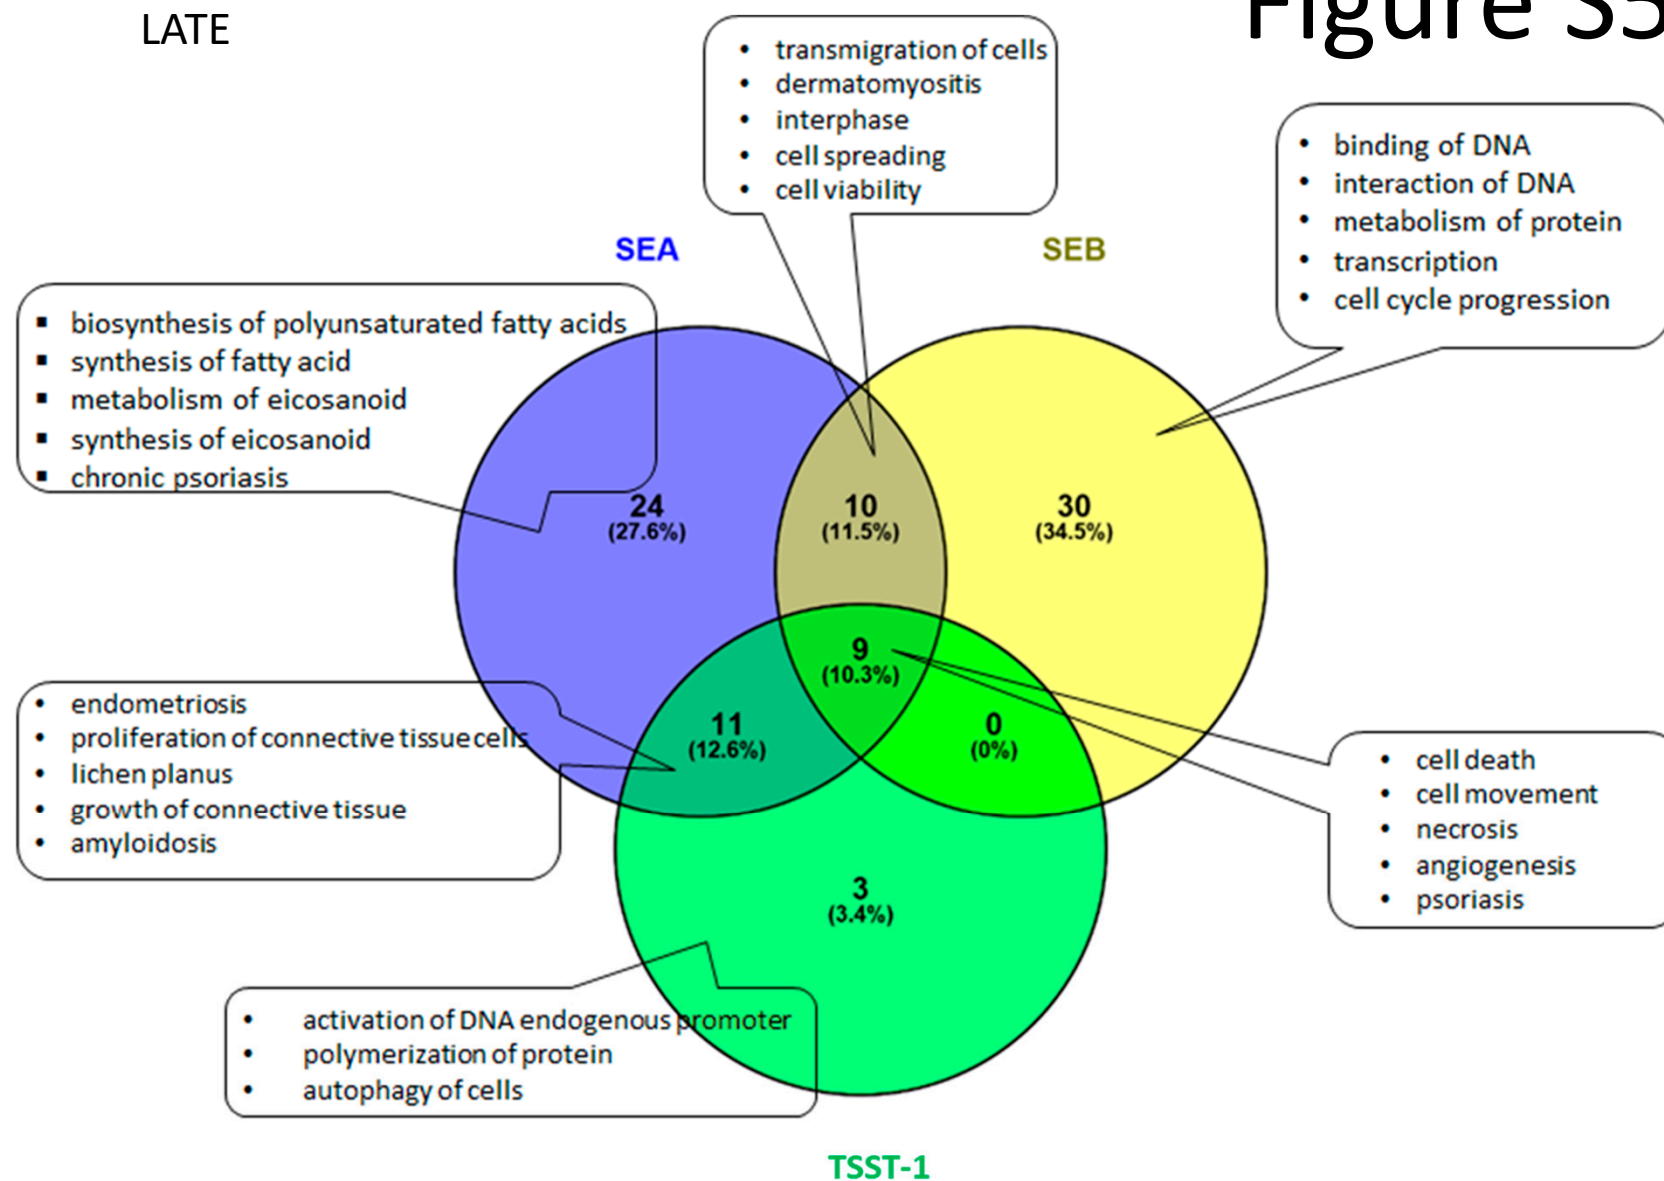 LATE
Figure S5
• transmigration of cells
• dermatomyositis
• interphase
• cell spreading
• cell viability
• binding of DNA
• interaction of DNA
• metabolism of protein
• transcription
• cell cycle progression
SEA
SEB
▪ biosynthesis of polyunsaturated fatty acids
▪ synthesis of fatty acid
▪ metabolism of eicosanoid
▪ synthesis of eicosanoid
▪ chronic psoriasis
24
(27.6%)
10
(11.5%)
30
(34.5%)
9
(10.3%)
11
(12.6%)
0
(0%)
• endometriosis
• proliferation of connective tissue cells
• lichen planus
• growth of connective tissue
• amyloidosis
• cell death
• cell movement
• necrosis
• angiogenesis
• psoriasis
3
(3.4%)
• activation of DNA endogenous promoter
• polymerization of protein
• autophagy of cells
TSST-1